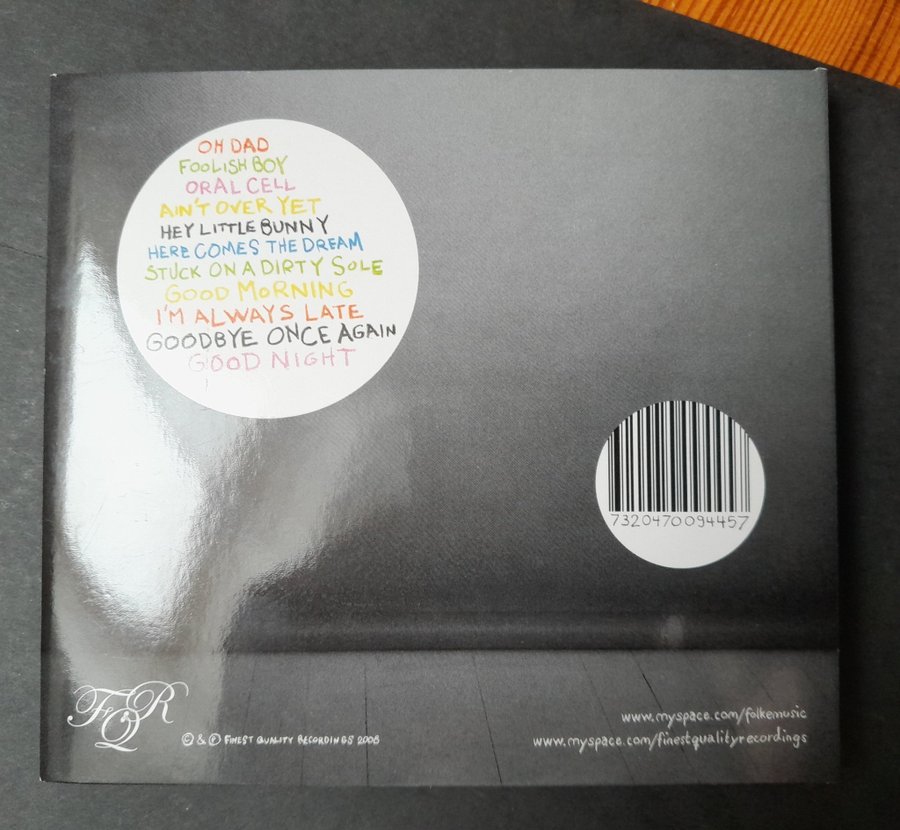 OH DAD
FOOLISH BOY
ORAL CELL
AIN'T OVER YET
HEY LITTLE BUNNY
HERE COMES THE DREAM
STUCK ON A DIRTY SOLE
GOOD MORNING
I'M ALWAYS LATE
GOODBYE ONCE AGAIN
GOOD NIGHT
7320470094457
FQR
© & ℗ FINEST QUALITY RECORDINGS 2008
www.myspace.com/folkemusic
www.myspace.com/finestqualityrecordings